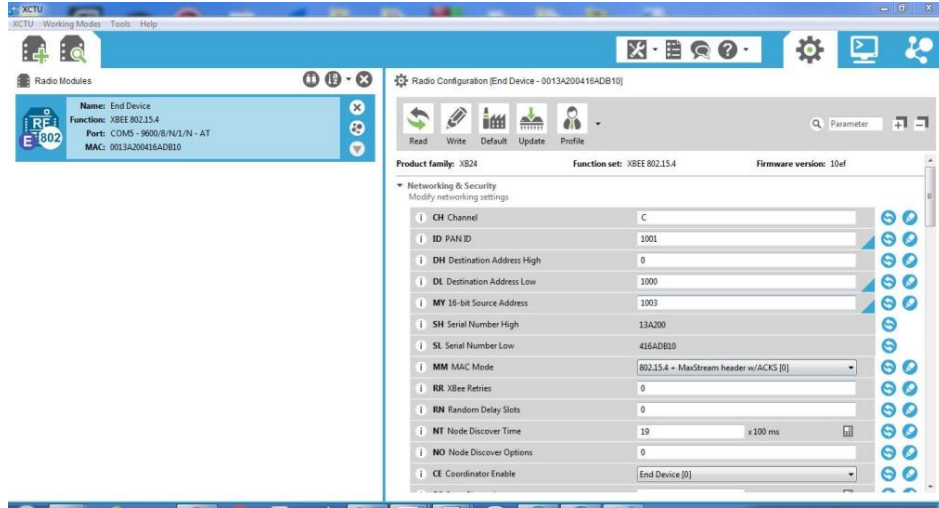 XCTU
XCTU Working Modes Tools Help
Radio Modules
Name: End Device
Function: XBEE 802.15.4
Port: COM5 - 9600/8/N/1/N - AT
MAC: 0013A200416ADB10
RF
E 802
Radio Configuration [End Device - 0013A200416ADB10]
Read Write Default Update Profile
Parameter
Product family: XB24 Function set: XBEE 802.15.4 Firmware version: 10ef
Networking & Security
Modify networking settings
i CH Channel C
i ID PAN ID 1001
i DH Destination Address High 0
i DL Destination Address Low 1000
i MY 16-bit Source Address 1003
i SH Serial Number High 13A200
i SL Serial Number Low 416ADB10
i MM MAC Mode 802.15.4 + MaxStream header w/ACKS [0]
i RR XBee Retries 0
i RN Random Delay Slots 0
i NT Node Discover Time 19 x 100 ms
i NO Node Discover Options 0
i CE Coordinator Enable End Device [0]